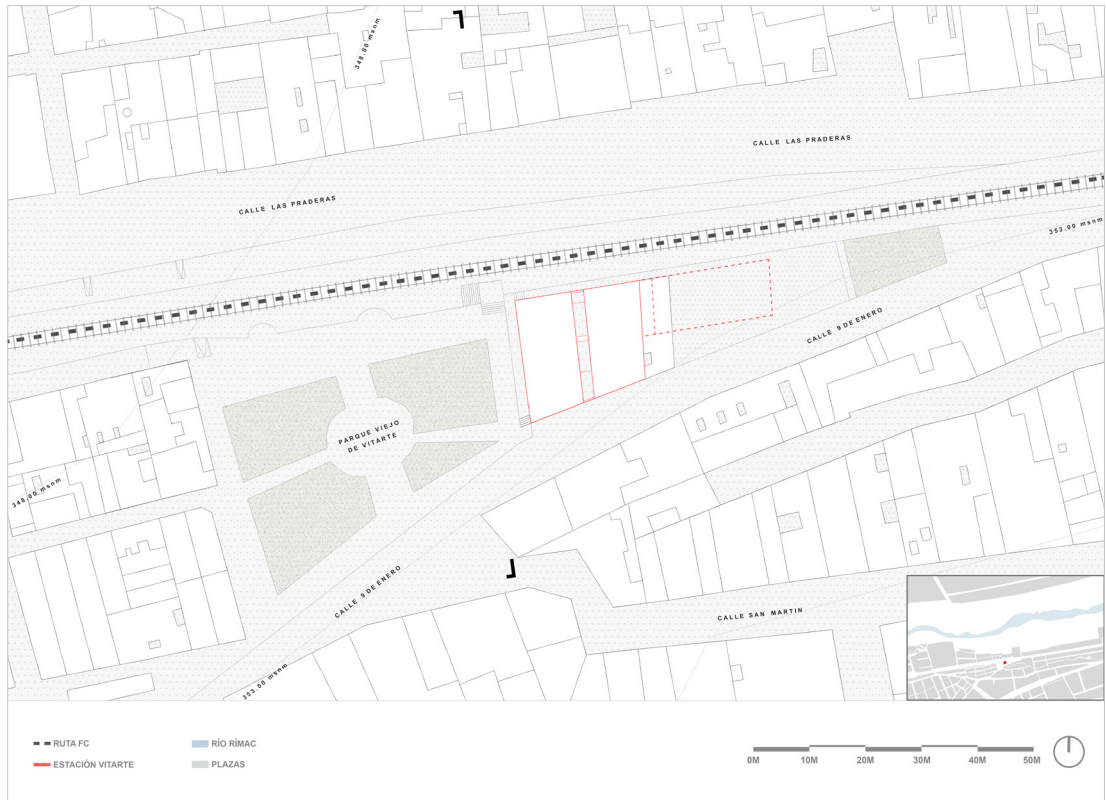 348.00 msnm
CALLE LAS PRADERAS
CALLE LAS PRADERAS
353.00 msnm
CALLE 9 DE ENERO
PARQUE VIEJO
DE VITARTE
348.00 msnm
CALLE 9 DE ENERO
CALLE SAN MARTIN
353.00 msnm
RUTA FC
RÍO RÍMAC
ESTACIÓN VITARTE
PLAZAS
0M 10M 20M 30M 40M 50M